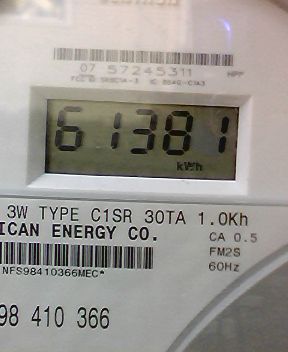 07 57245311 HPF
61381
kWh
3W TYPE C1SR 30TA 1.0Kh
ICAN ENERGY CO.
CA 0.5
FM2S
NFS98410366MEC*
60Hz
98 410 366